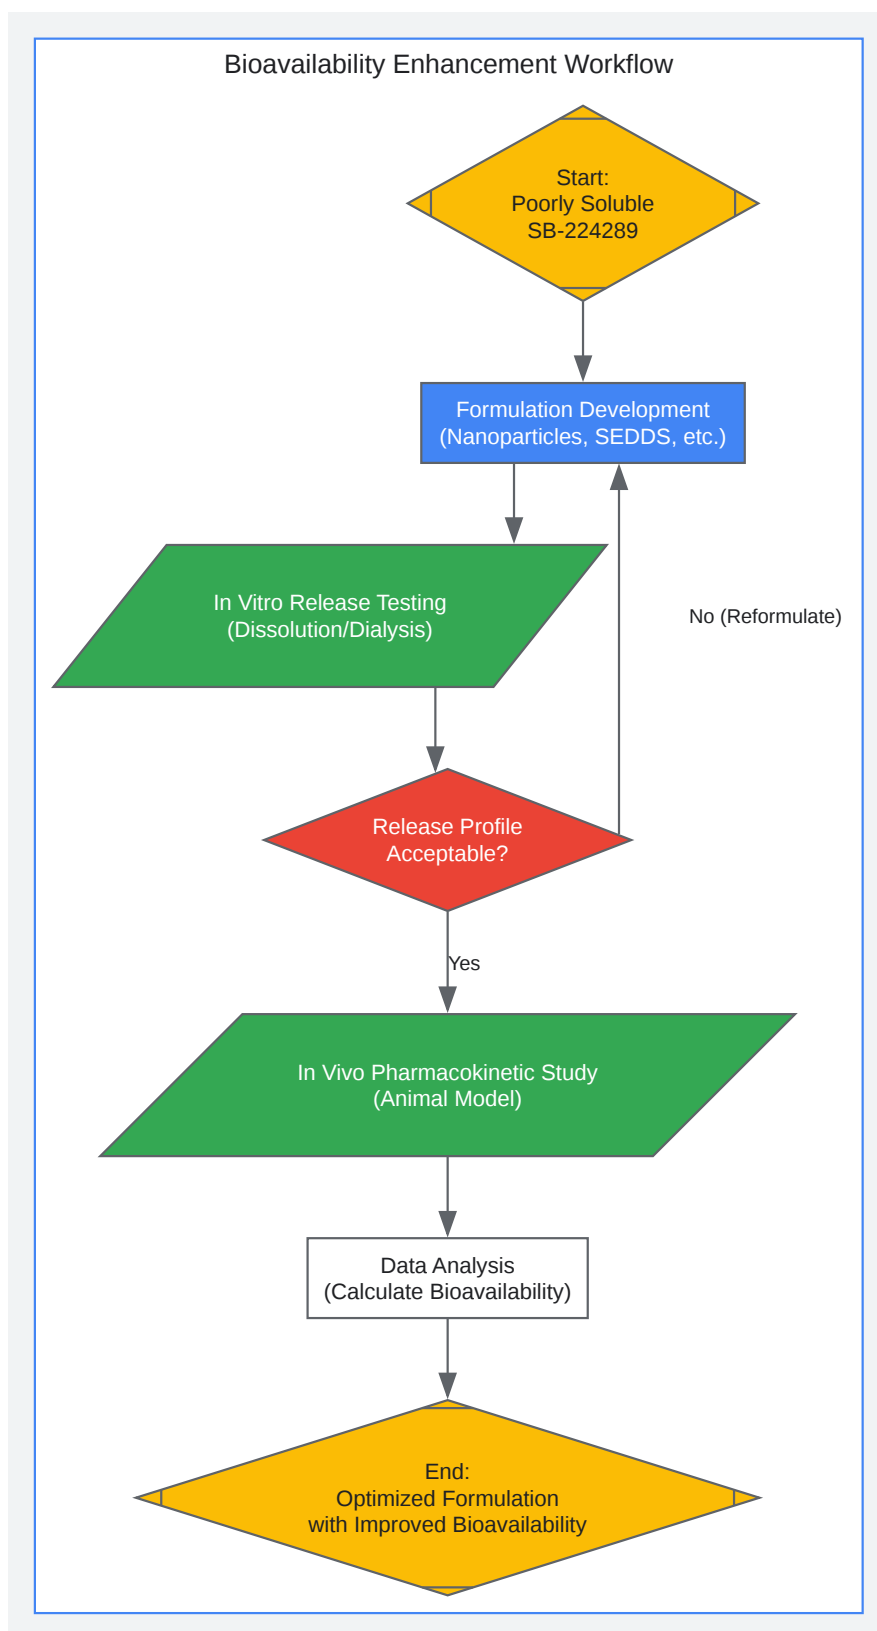 Bioavailability Enhancement Workflow
Start:
Poorly Soluble
SB-224289
Formulation Development
(Nanoparticles, SEDDS, etc.)
In Vitro Release Testing
(Dissolution/Dialysis)
No (Reformulate)
Release Profile
Acceptable?
Yes
In Vivo Pharmacokinetic Study
(Animal Model)
Data Analysis
(Calculate Bioavailability)
End:
Optimized Formulation
with Improved Bioavailability